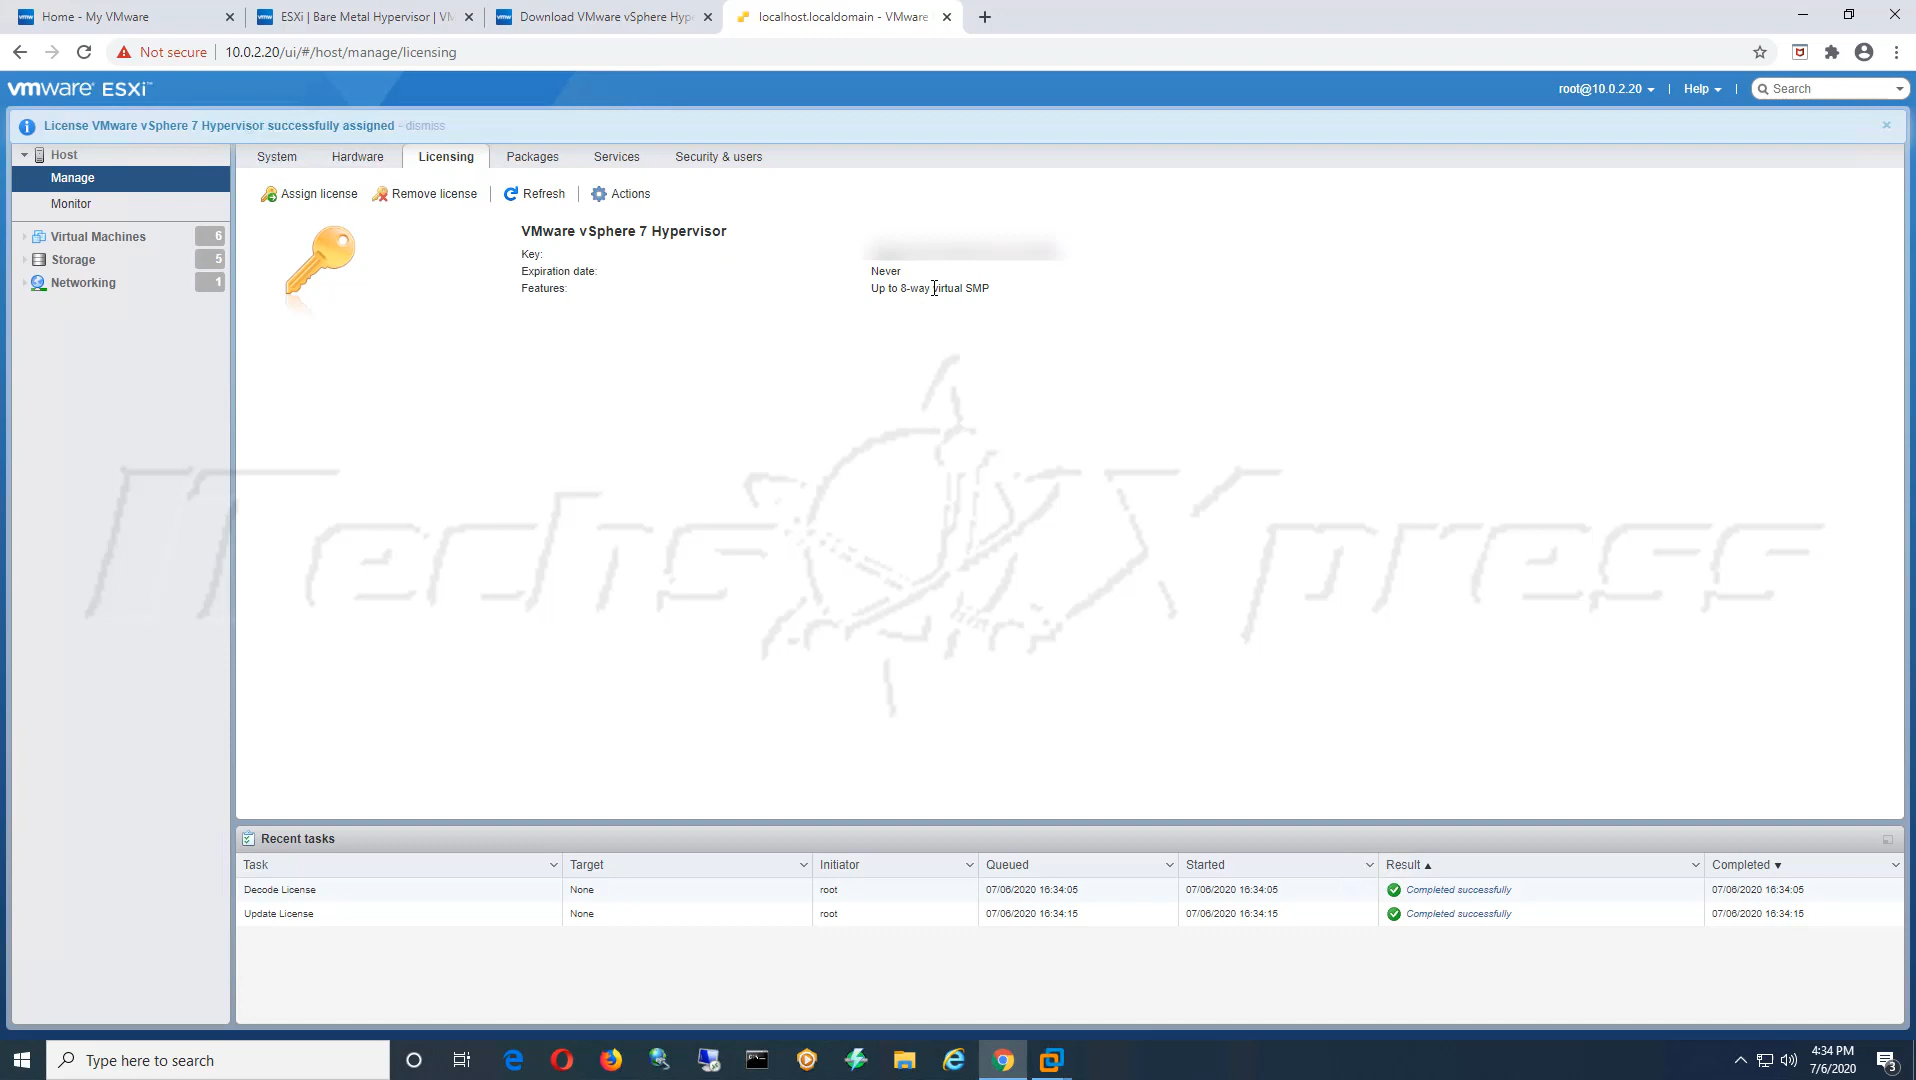 Home - My VMware
ESXi | Bare Metal Hypervisor | VM
Download VMware vSphere Hype
localhost.localdomain - VMware
Not secure
10.0.2.20/ui/#/host/manage/licensing
vmware ESXi™
root@10.0.2.20
Help
Search
License VMware vSphere 7 Hypervisor successfully assigned - dismiss
Host
Manage
Monitor
Virtual Machines 6
Storage 5
Networking 1
System
Hardware
Licensing
Packages
Services
Security & users
Assign license
Remove license
Refresh
Actions
VMware vSphere 7 Hypervisor
Key:
Expiration date: Never
Features: Up to 8-way virtual SMP
ITechsXpress
Recent tasks
Task Target Initiator Queued Started Result Completed
Decode License None root 07/06/2020 16:34:05 07/06/2020 16:34:05 Completed successfully 07/06/2020 16:34:05
Update License None root 07/06/2020 16:34:15 07/06/2020 16:34:15 Completed successfully 07/06/2020 16:34:15
Type here to search
4:34 PM
7/6/2020
3